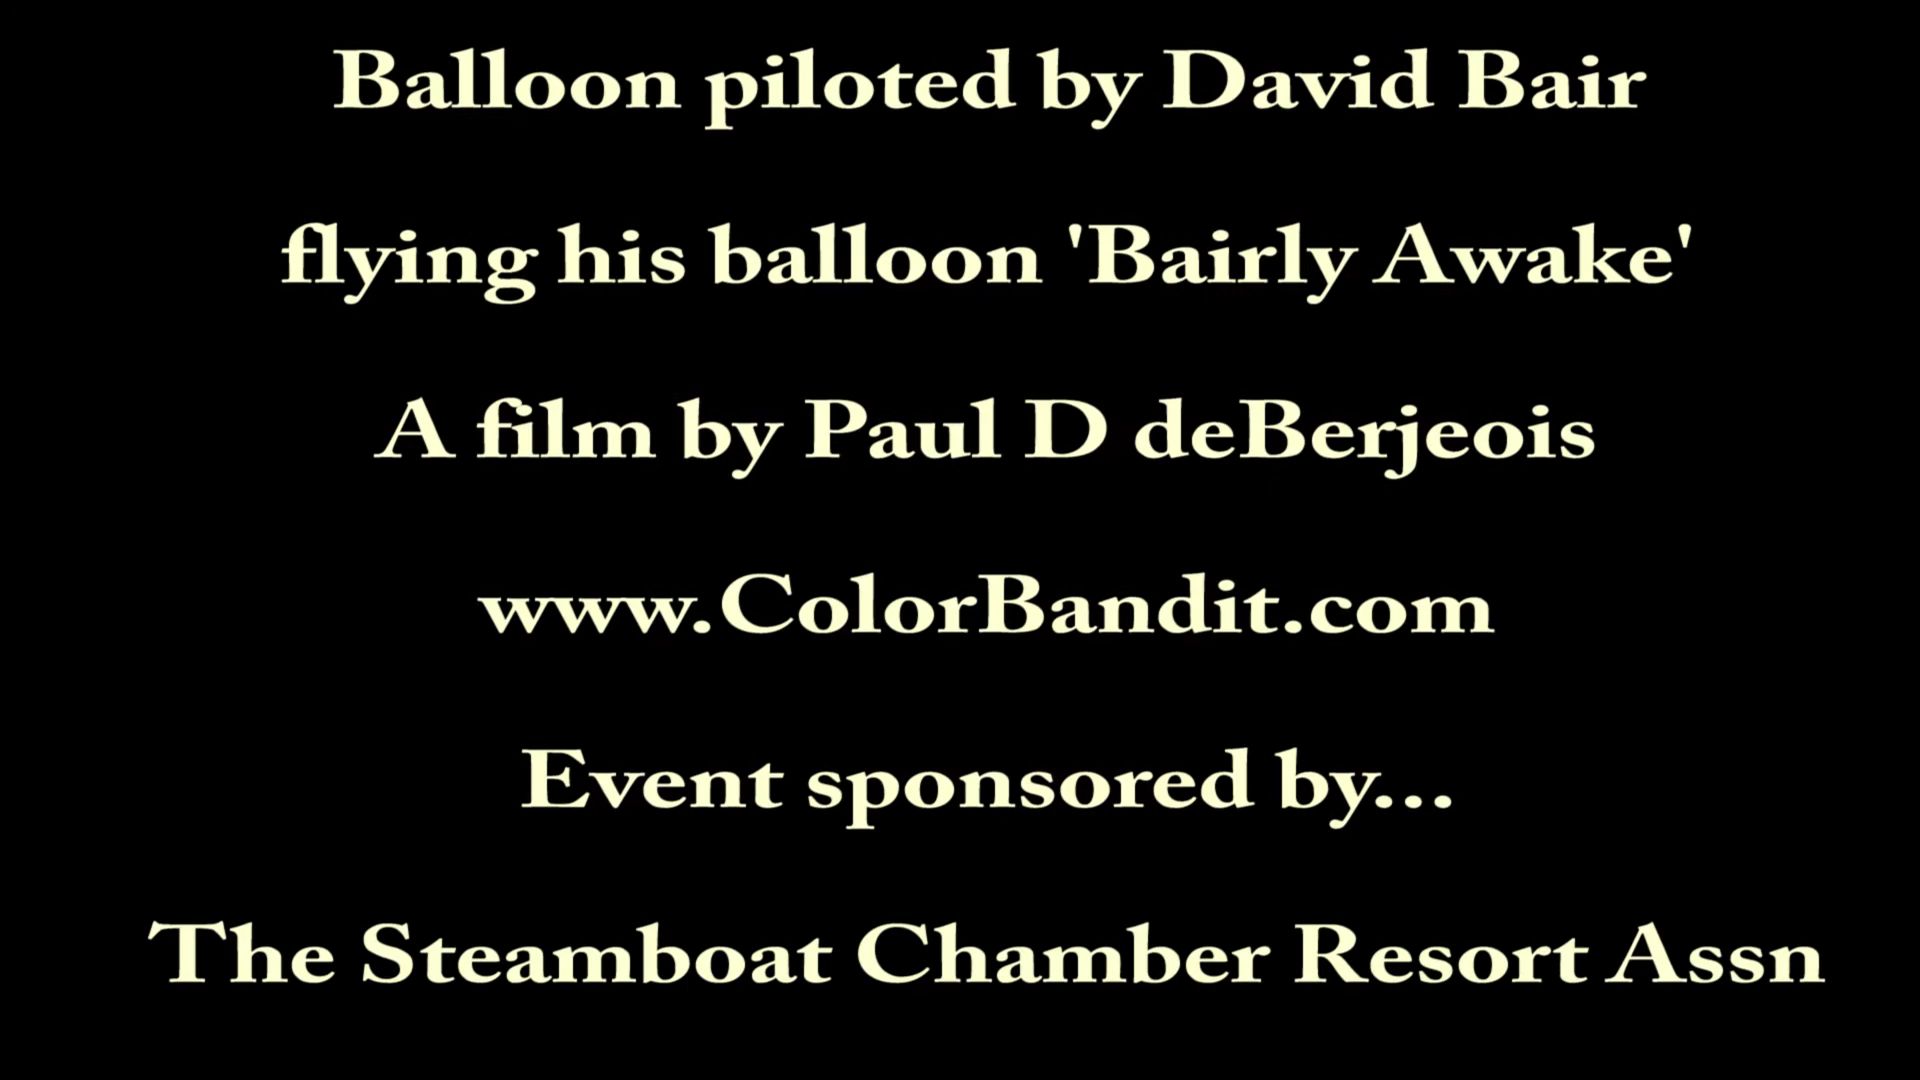 Balloon piloted by David Bair
flying his balloon 'Bairly Awake'
A film by Paul D deBerjeois
www.ColorBandit.com
Event sponsored by...
The Steamboat Chamber Resort Assn